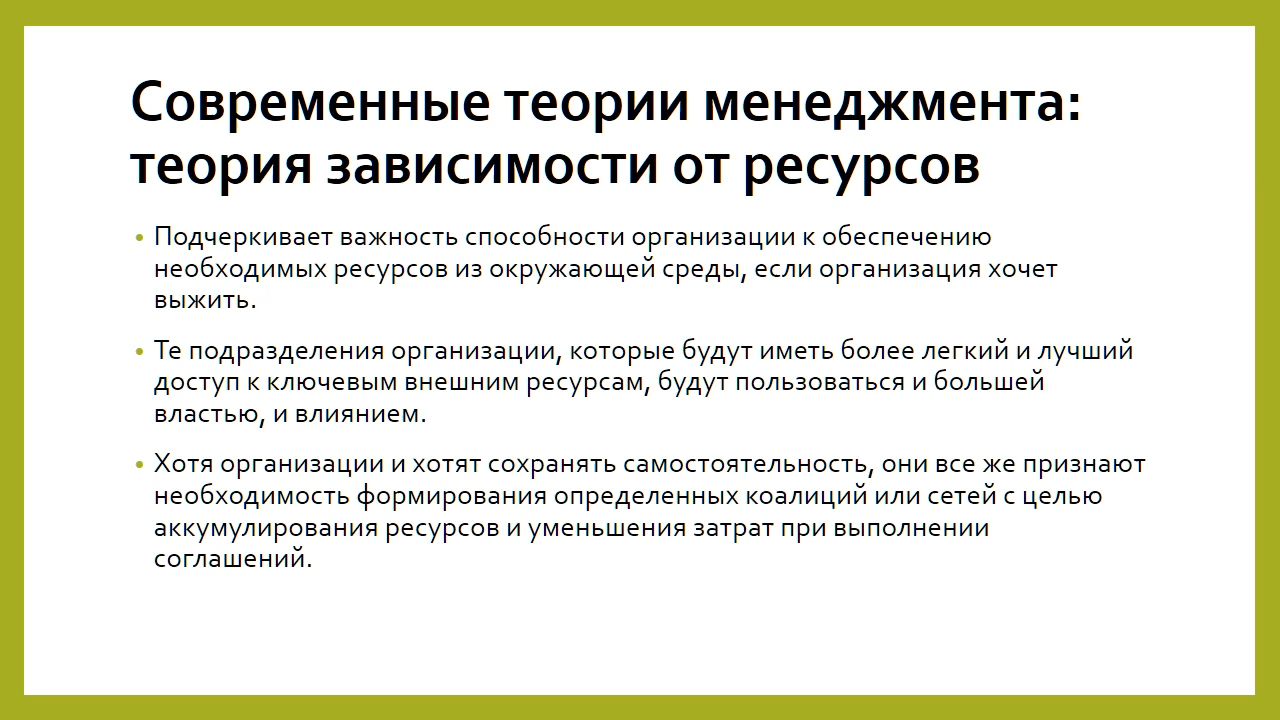 Современные теории менеджмента:
теория зависимости от ресурсов
• Подчеркивает важность способности организации к обеспечению
необходимых ресурсов из окружающей среды, если организация хочет
выжить.
• Те подразделения организации, которые будут иметь более легкий и лучший
доступ к ключевым внешним ресурсам, будут пользоваться и большей
властью, и влиянием.
• Хотя организации и хотят сохранять самостоятельность, они все же признают
необходимость формирования определенных коалиций или сетей с целью
аккумулирования ресурсов и уменьшения затрат при выполнении
соглашений.